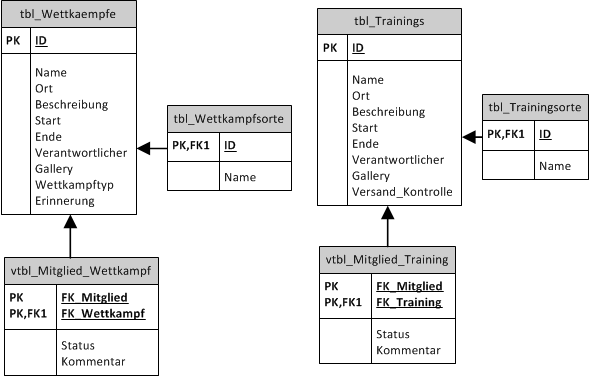 tbl_Wettkaempfe
PK ID
Name
Ort
Beschreibung
Start
Ende
Verantwortlicher
Gallery
Wettkampftyp
Erinnerung
tbl_Wettkampfsorte
PK,FK1 ID
Name
vtbl_Mitglied_Wettkampf
PK FK_Mitglied
PK,FK1 FK_Wettkampf
Status
Kommentar
tbl_Trainings
PK ID
Name
Ort
Beschreibung
Start
Ende
Verantwortlicher
Gallery
Versand_Kontrolle
tbl_Trainingsorte
PK,FK1 ID
Name
vtbl_Mitglied_Training
PK FK_Mitglied
PK,FK1 FK_Training
Status
Kommentar